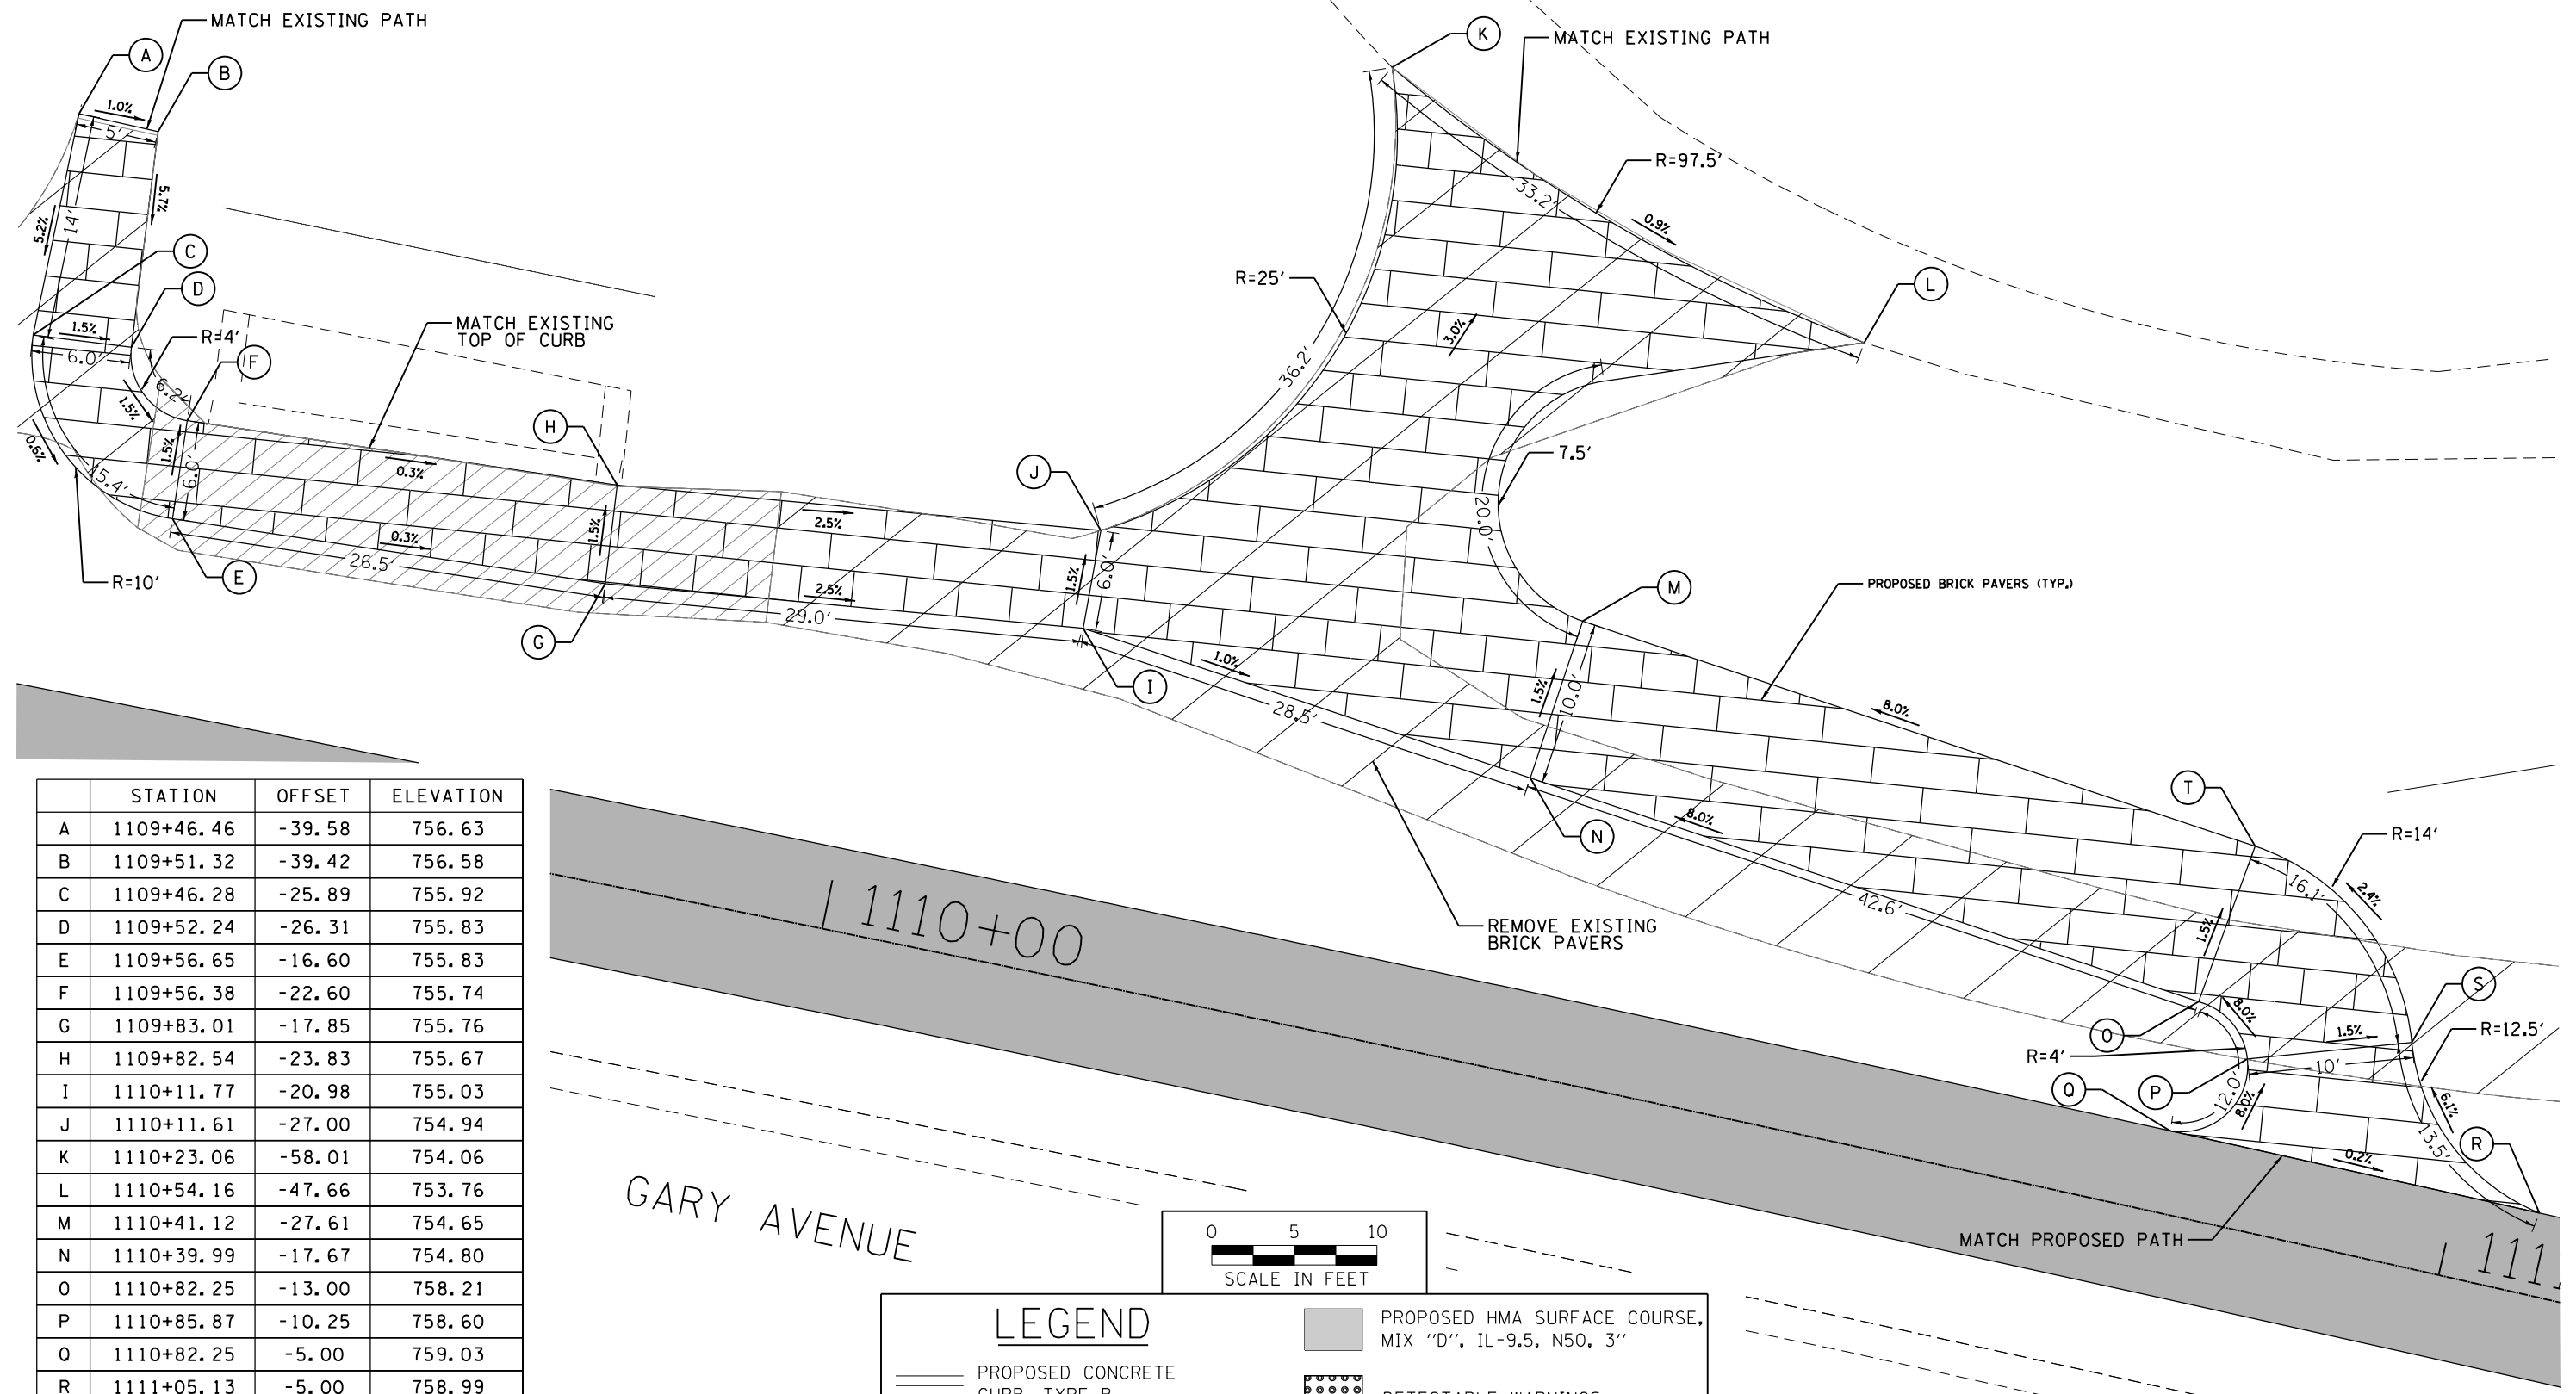 MATCH EXISTING PATH
A
B
1.0%
5'
5.7%
5.2%
14'
C
D
1.5%
6.0'
R=4'
F
6.2'
1.5%
0.6%
15.4'
1.5%
6.0'
R=10'
E
MATCH EXISTING
TOP OF CURB
H
0.3%
0.3%
26.5'
1.5%
G
2.5%
2.5%
29.0'
J
1.5%
6.0'
I
K
MATCH EXISTING PATH
R=97.5'
33.2'
0.9%
R=25'
36.2'
3.0%
L
7.5'
20.0'
M
PROPOSED BRICK PAVERS (TYP.)
1.0%
28.5'
1.5%
10.0'
N
8.0%
8.0%
42.6'
REMOVE EXISTING
BRICK PAVERS
T
R=14'
16.1'
2.4%
1.5%
S
O
8.0%
1.5%
R=12.5'
R=4'
10'
Q
P
12.0'
8.0%
6.1%
13.5'
R
0.2%
MATCH PROPOSED PATH
1110+00
111
GARY AVENUE
STATION OFFSET ELEVATION
A 1109+46.46 -39.58 756.63
B 1109+51.32 -39.42 756.58
C 1109+46.28 -25.89 755.92
D 1109+52.24 -26.31 755.83
E 1109+56.65 -16.60 755.83
F 1109+56.38 -22.60 755.74
G 1109+83.01 -17.85 755.76
H 1109+82.54 -23.83 755.67
I 1110+11.77 -20.98 755.03
J 1110+11.61 -27.00 754.94
K 1110+23.06 -58.01 754.06
L 1110+54.16 -47.66 753.76
M 1110+41.12 -27.61 754.65
N 1110+39.99 -17.67 754.80
O 1110+82.25 -13.00 758.21
P 1110+85.87 -10.25 758.60
Q 1110+82.25 -5.00 759.03
R 1111+05.13 -5.00 758.99
0 5 10
SCALE IN FEET
LEGEND
PROPOSED CONCRETE
CURB, TYPE B
PROPOSED HMA SURFACE COURSE,
MIX "D", IL-9.5, N50, 3"
DETECTABLE WARNINGS